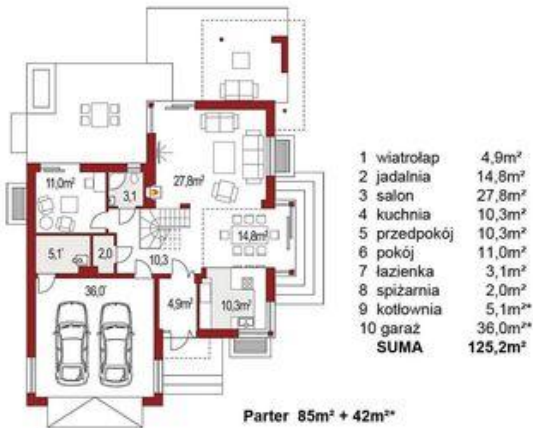 11,0m²
3,1
27,8m²
14,8m²
5,1'
2,0
10,3
36,0'
4,9m²
10,3m²
1 wiatrołap 4,9m²
2 jadalnia 14,8m²
3 salon 27,8m²
4 kuchnia 10,3m²
5 przedpokój 10,3m²
6 pokój 11,0m²
7 łazienka 3,1m²
8 spiżarnia 2,0m²
9 kotłownia 5,1m²*
10 garaż 36,0m²*
SUMA 125,2m²
Parter 85m² + 42m²*